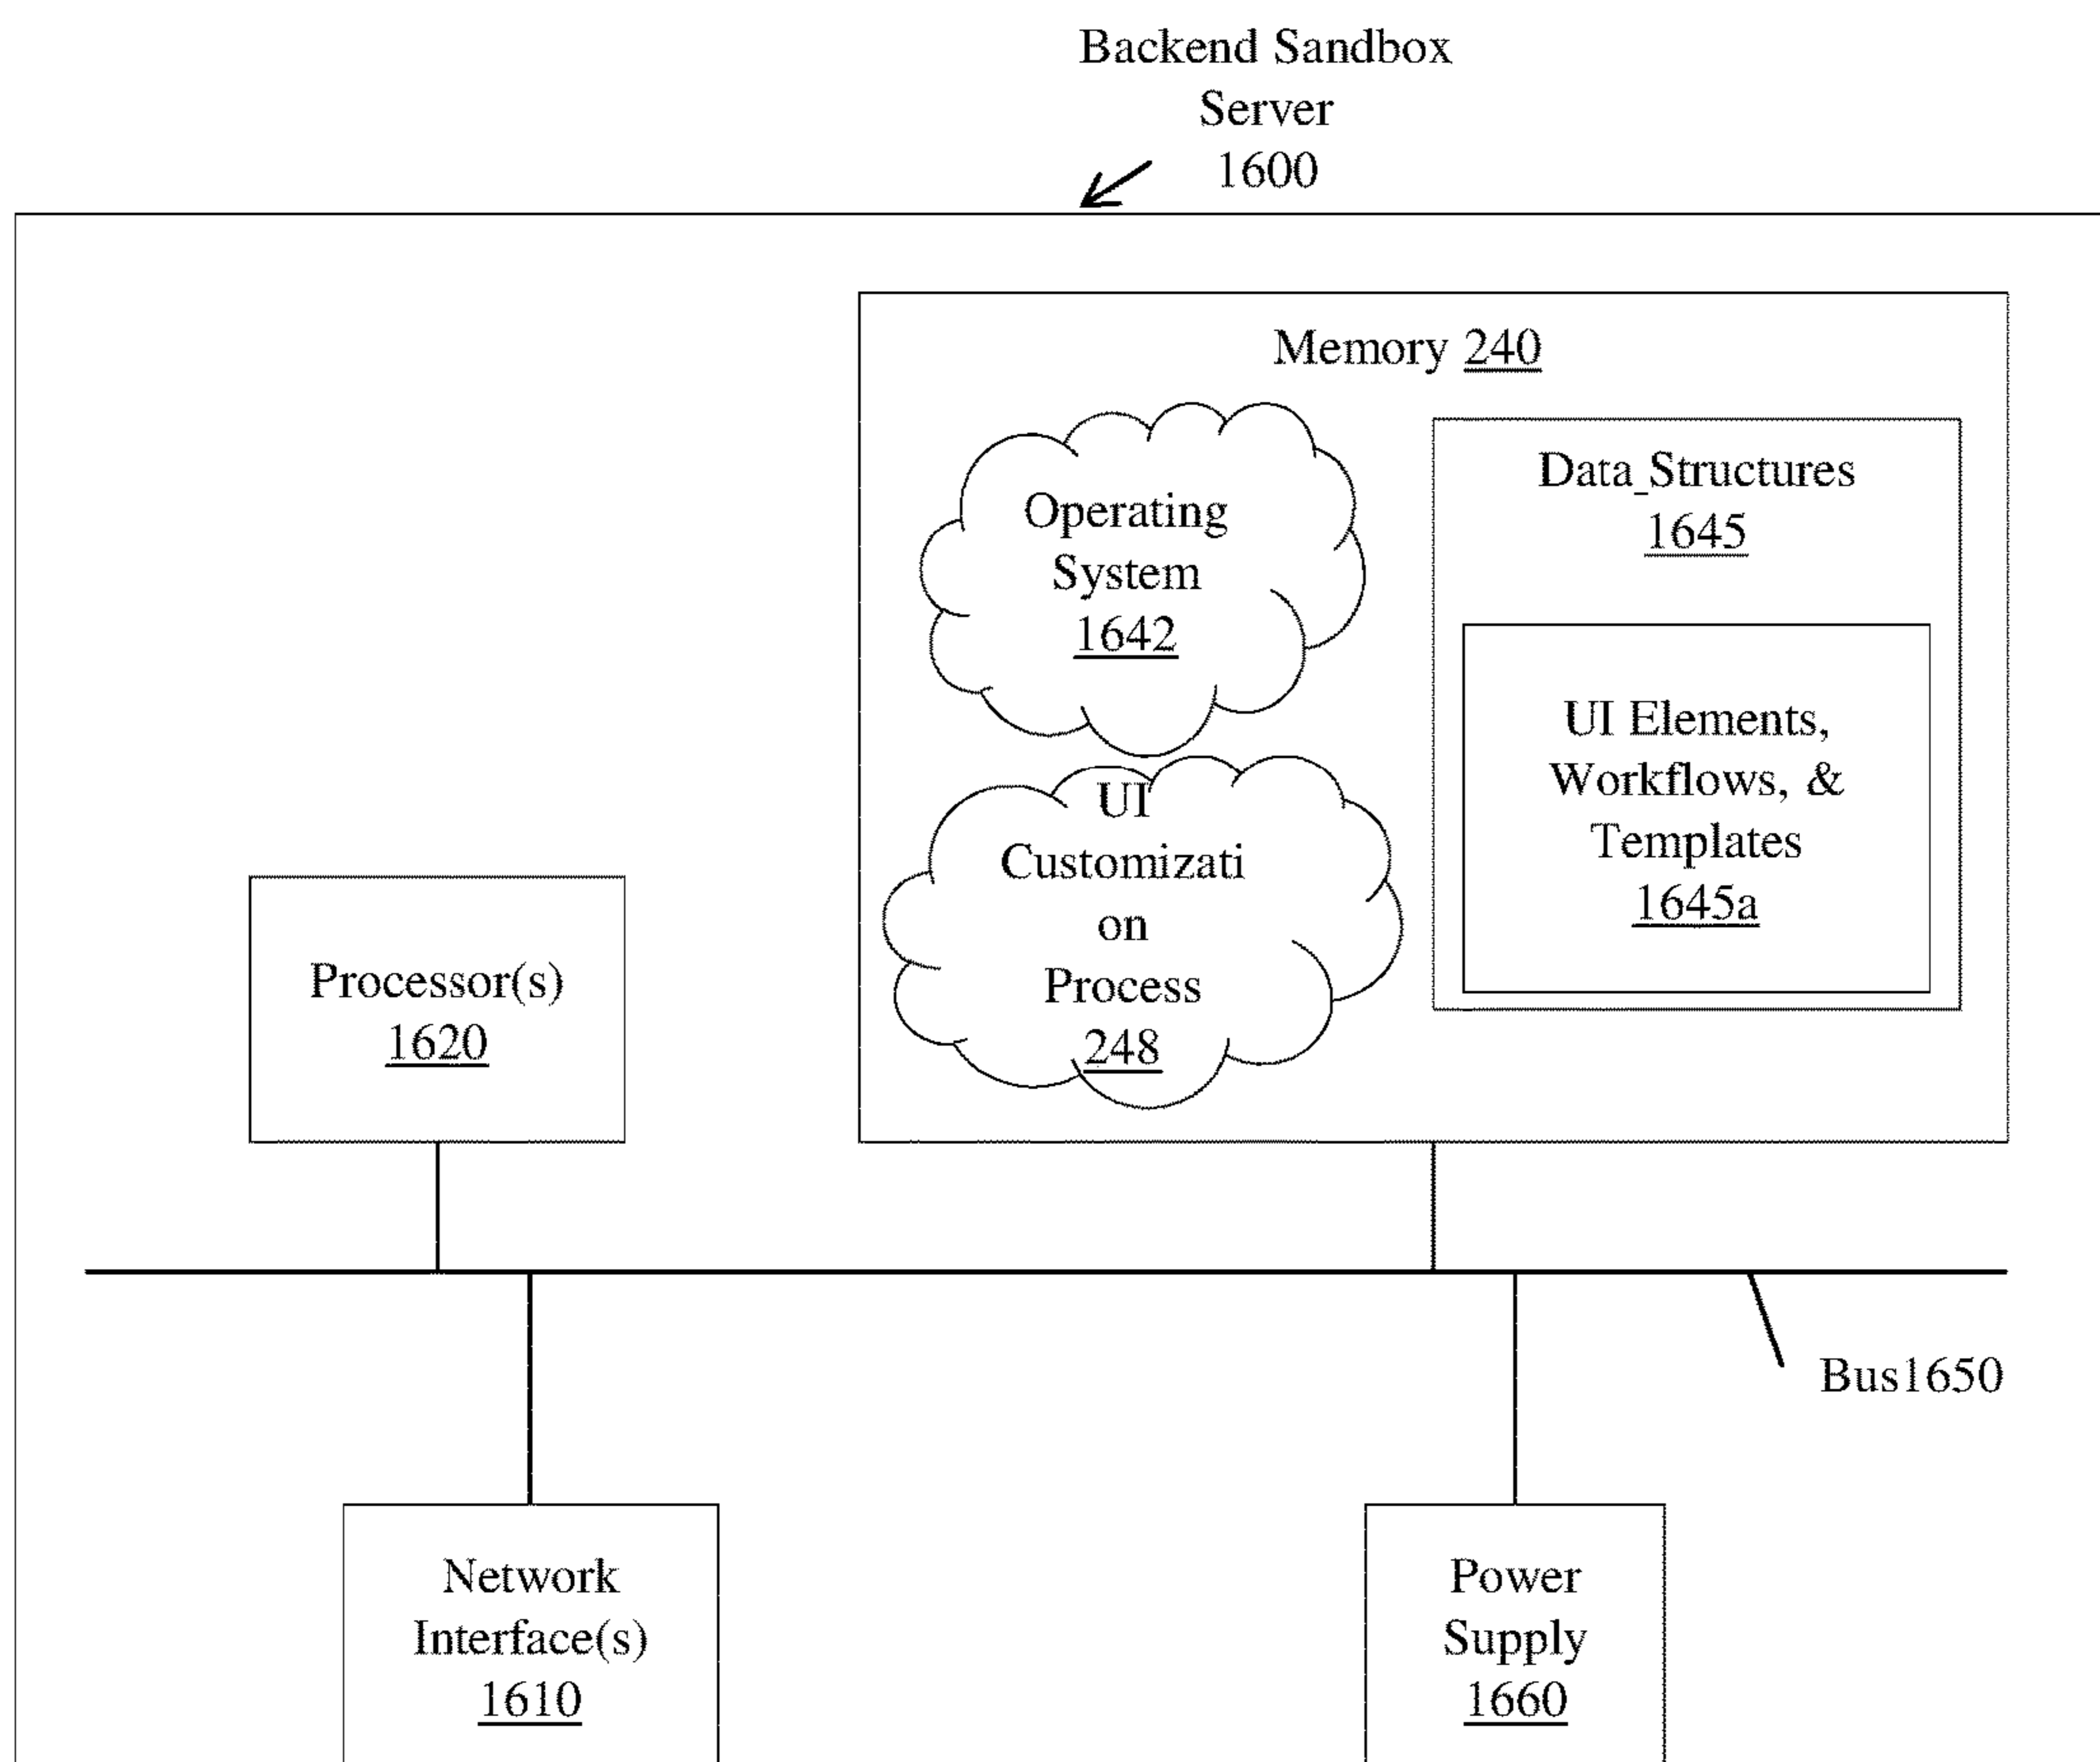 Backend Sandbox
Server
1600
Memory 240
Operating
System
1642
Data_Structures
1645
UI Elements,
Workflows, &
Templates
1645a
UI
Customizati
on
Process
248
Processor(s)
1620
Bus1650
Network
Interface(s)
1610
Power
Supply
1660